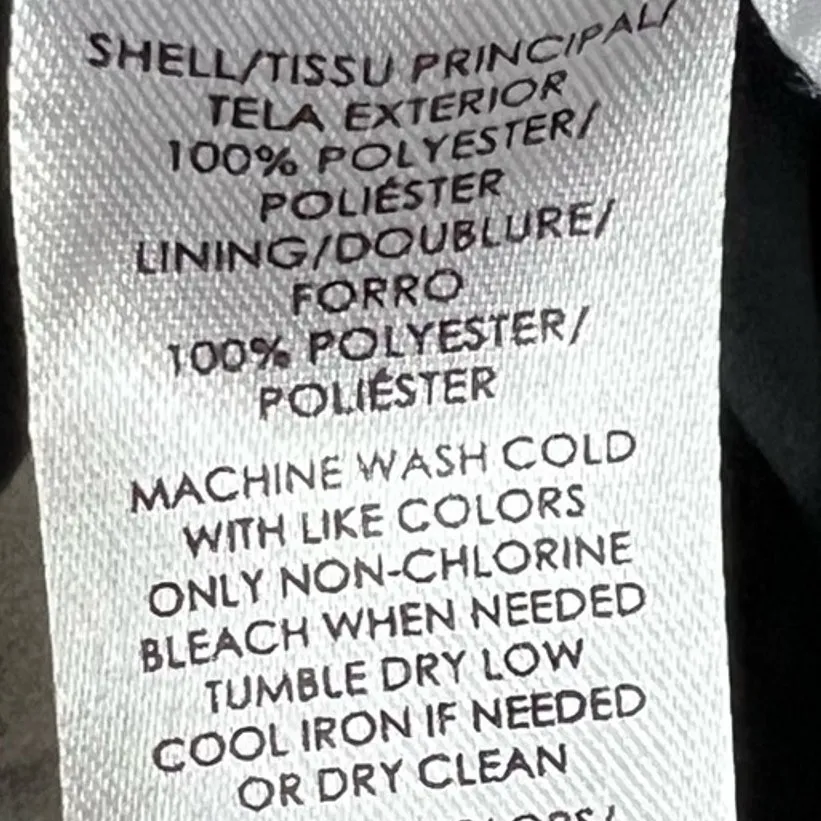 SHELL/TISSU PRINCIPAL/
TELA EXTERIOR
100% POLYESTER/
POLIÉSTER
LINING/DOUBLURE/
FORRO
100% POLYESTER/
POLIÉSTER
MACHINE WASH COLD
WITH LIKE COLORS
ONLY NON-CHLORINE
BLEACH WHEN NEEDED
TUMBLE DRY LOW
COOL IRON IF NEEDED
OR DRY CLEAN